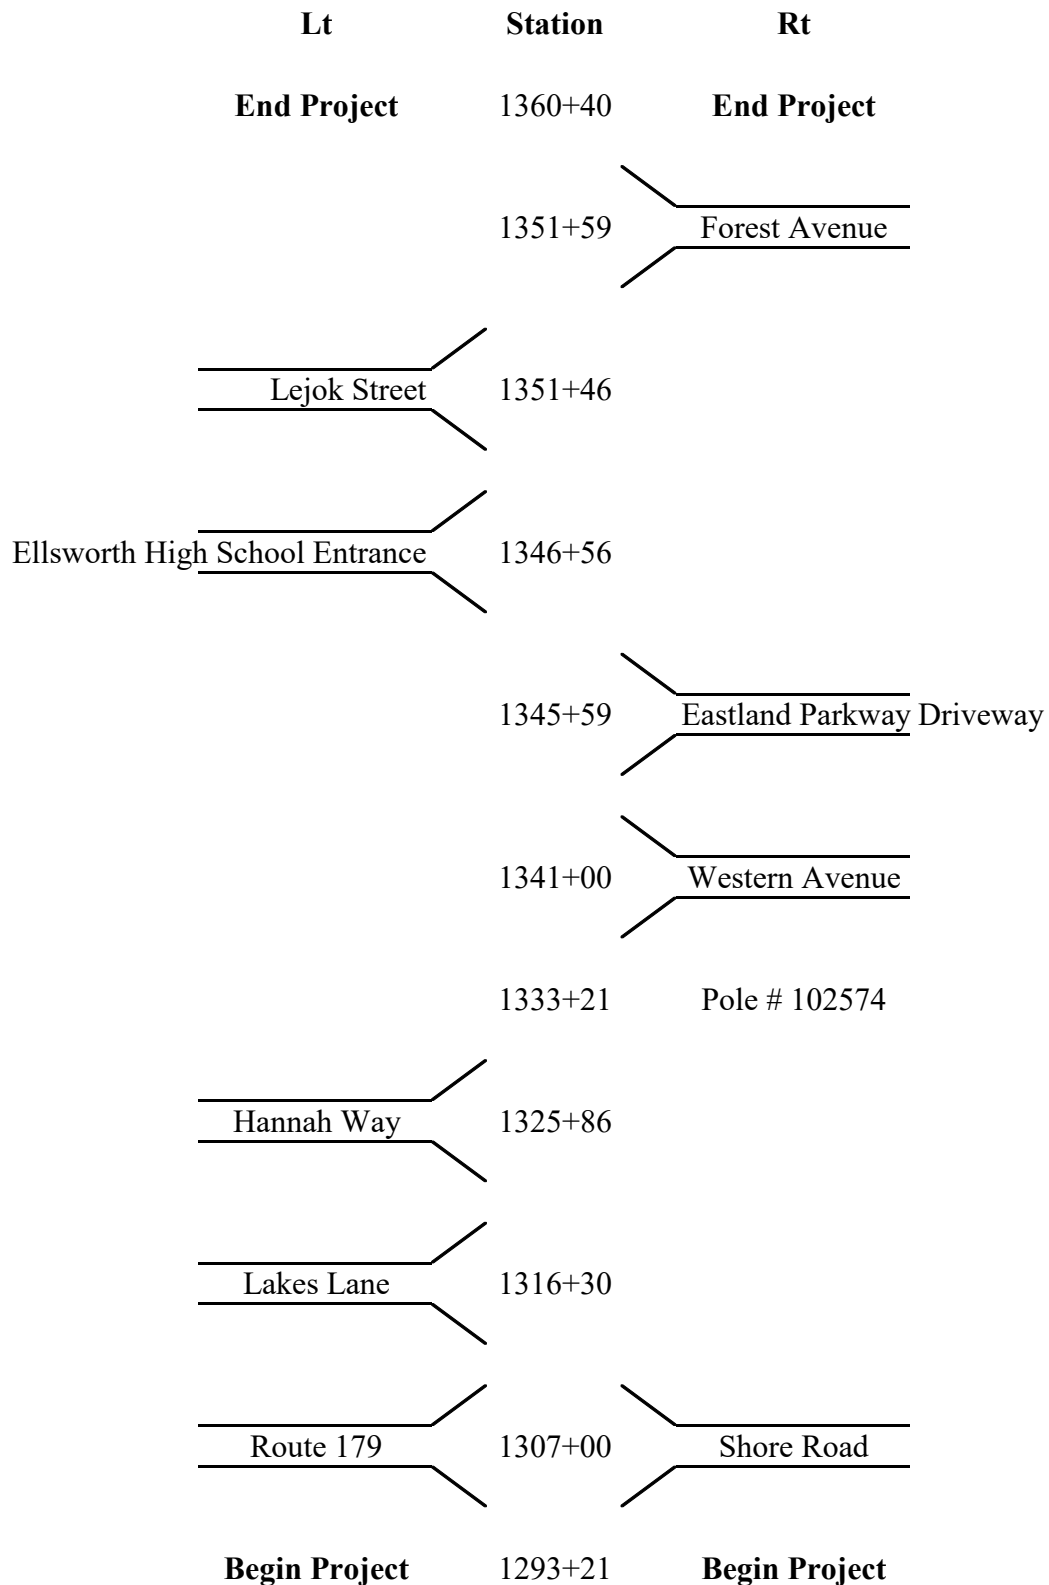 Lt Station Rt
End Project 1360+40 End Project
1351+59 Forest Avenue
Lejok Street 1351+46
Ellsworth High School Entrance 1346+56
1345+59 Eastland Parkway Driveway
1341+00 Western Avenue
1333+21 Pole # 102574
Hannah Way 1325+86
Lakes Lane 1316+30
Route 179 1307+00 Shore Road
Begin Project 1293+21 Begin Project